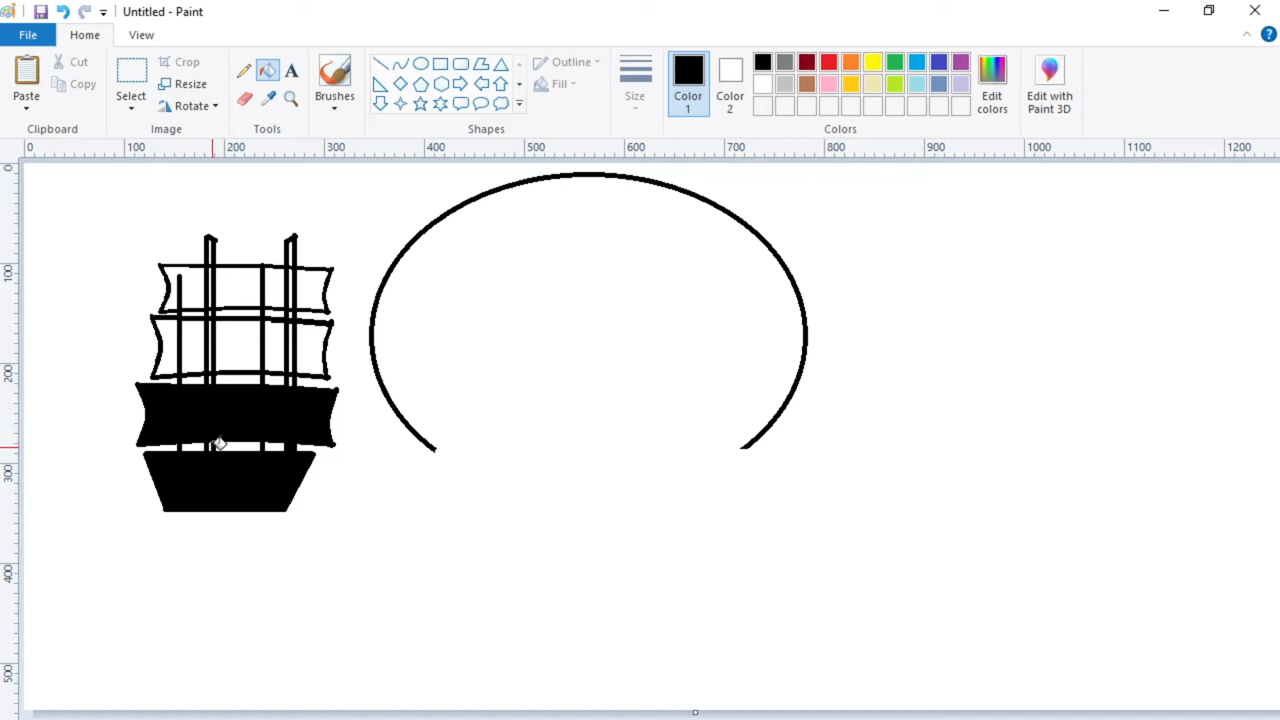 Untitled - Paint
File Home View
Paste Cut Copy Clipboard
Select Crop Resize Rotate Image
A Tools
Brushes
Shapes
Outline Fill
Size
Color 1 Color 2
Edit colors
Colors
Edit with Paint 3D
?
0 100 200 300 400 500 600 700 800 900 1000 1100 1200
0
100
200
300
400
500